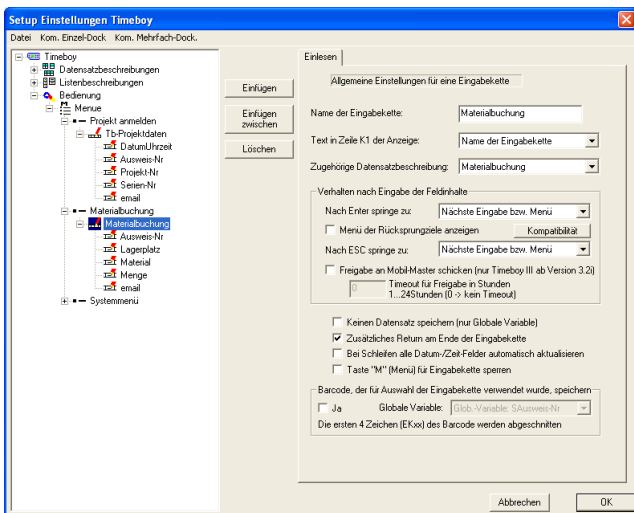 Setup Einstellungen Timeboy
Datei Kom. Einzel-Dock Kom. Mehrfach-Dock.
Timeboy
Datensatzbeschreibungen
Listenbeschreibungen
Bedienung
Menue
Projekt anmelden
Tb-Projektdaten
DatumUhrzeit
Ausweis-Nr
Projekt-Nr
Serien-Nr
email
Materialbuchung
Materialbuchung
Ausweis-Nr
Lagerplatz
Material
Menge
email
Systemmenü
Einfügen
Einfügen
zwischen
Löschen
Einlesen
Allgemeine Einstellungen für eine Eingabekette
Name der Eingabekette: Materialbuchung
Text in Zeile K1 der Anzeige: Name der Eingabekette
Zugehörige Datensatzbeschreibung: Materialbuchung
Verhalten nach Eingabe der Feldinhalte
Nach Enter springe zu: Nächste Eingabe bzw. Menü
Menü der Rücksprungziele anzeigen Kompatibilität
Nach ESC springe zu: Nächste Eingabe bzw. Menü
Freigabe an Mobil-Master schicken (nur Timeboy III ab Version 3.2i)
0 Timeout für Freigabe in Stunden
1...24Stunden (0 -> kein Timeout)
Keinen Datensatz speichern (nur Globale Variable)
Zusätzliches Return am Ende der Eingabekette
Bei Schleifen alle Datum-/Zeit-Felder automatisch aktualisieren
Taste "M" (Menü) für Eingabekette sperren
Barcode, der für Auswahl der Eingabekette verwendet wurde, speichern
Ja Globale Variable: Glob.-Variable: SAusweis-Nr
Die ersten 4 Zeichen (EKxx) des Barcode werden abgeschnitten
Abbrechen OK